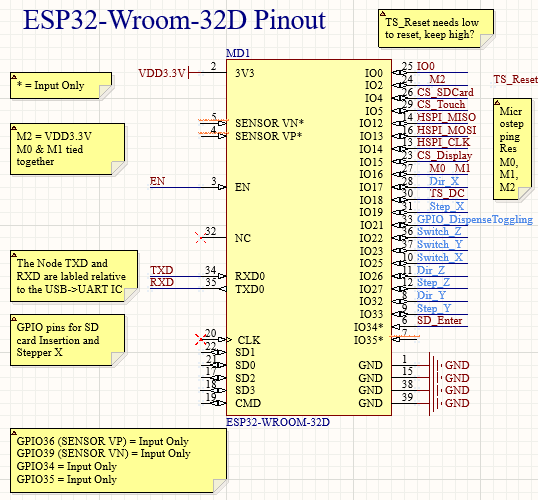 ESP32-Wroom-32D Pinout
TS_Reset needs low
to reset, keep high?
* = Input Only
M2 = VDD3.3V
M0 & M1 tied
together
The Node TXD and
RXD are labled relative
to the USB->UART IC
GPIO pins for SD
card Insertion and
Stepper X
GPIO36 (SENSOR VP) = Input Only
GPIO39 (SENSOR VN) = Input Only
GPIO34 = Input Only
GPIO35 = Input Only
MD1
VDD3.3V 2 3V3
5 SENSOR VN*
4 SENSOR VP*
EN 3 EN
32 NC
TXD 34 RXD0
RXD 35 TXD0
20 CLK
22 SD1
21 SD0
17 SD2
18 SD3
19 CMD
IO0 25 IO0
IO2 24 M2
IO4 26 CS_SDCard
IO5 29 CS_Touch
IO12 HSPI_MISO
IO13 HSPI_MOSI
IO14 HSPI_CLK
IO15 23 CS_Display
IO16 27 M0 M1
IO17 28 Dir_X
IO18 30 TS_DC
IO19 31 Step_X
IO21 33 GPIO_DispenseToggling
IO22 36 Switch_Z
IO23 37 Switch_Y
IO25 10 Switch_X
IO26 11 Dir_Z
IO27 12 Step_Z
IO32 8 Dir_Y
IO33 9 Step_Y
IO34* 6 SD_Enter
IO35* 7
GND 1 GND
GND 15 GND
GND 38 GND
GND 39 GND
ESP32-WROOM-32D
TS_Reset
Micr
ostep
ping
Res
M0,
M1,
M2